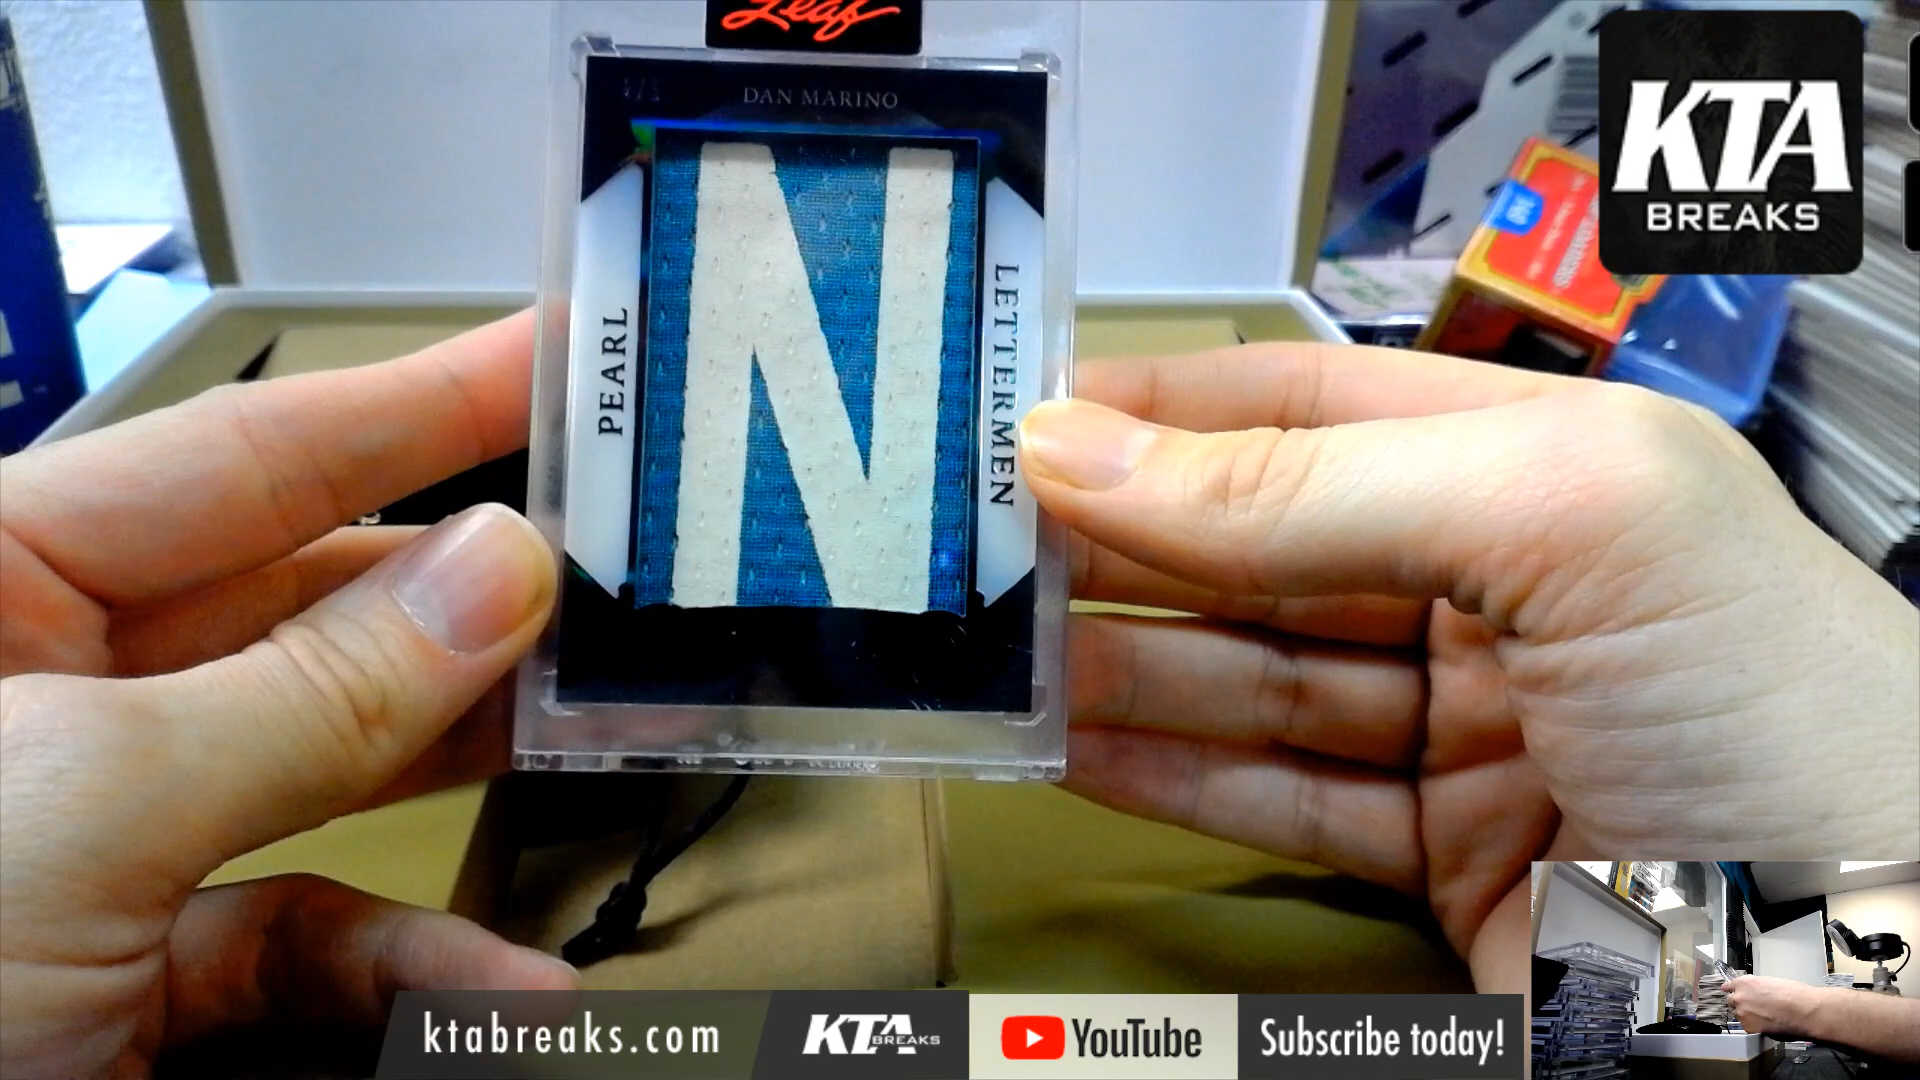 Leaf
DAN MARINO
N
PEARL
LETTERMEN
KTA
BREAKS
ktabreaks.com
KTA
BREAKS
YouTube
Subscribe today!